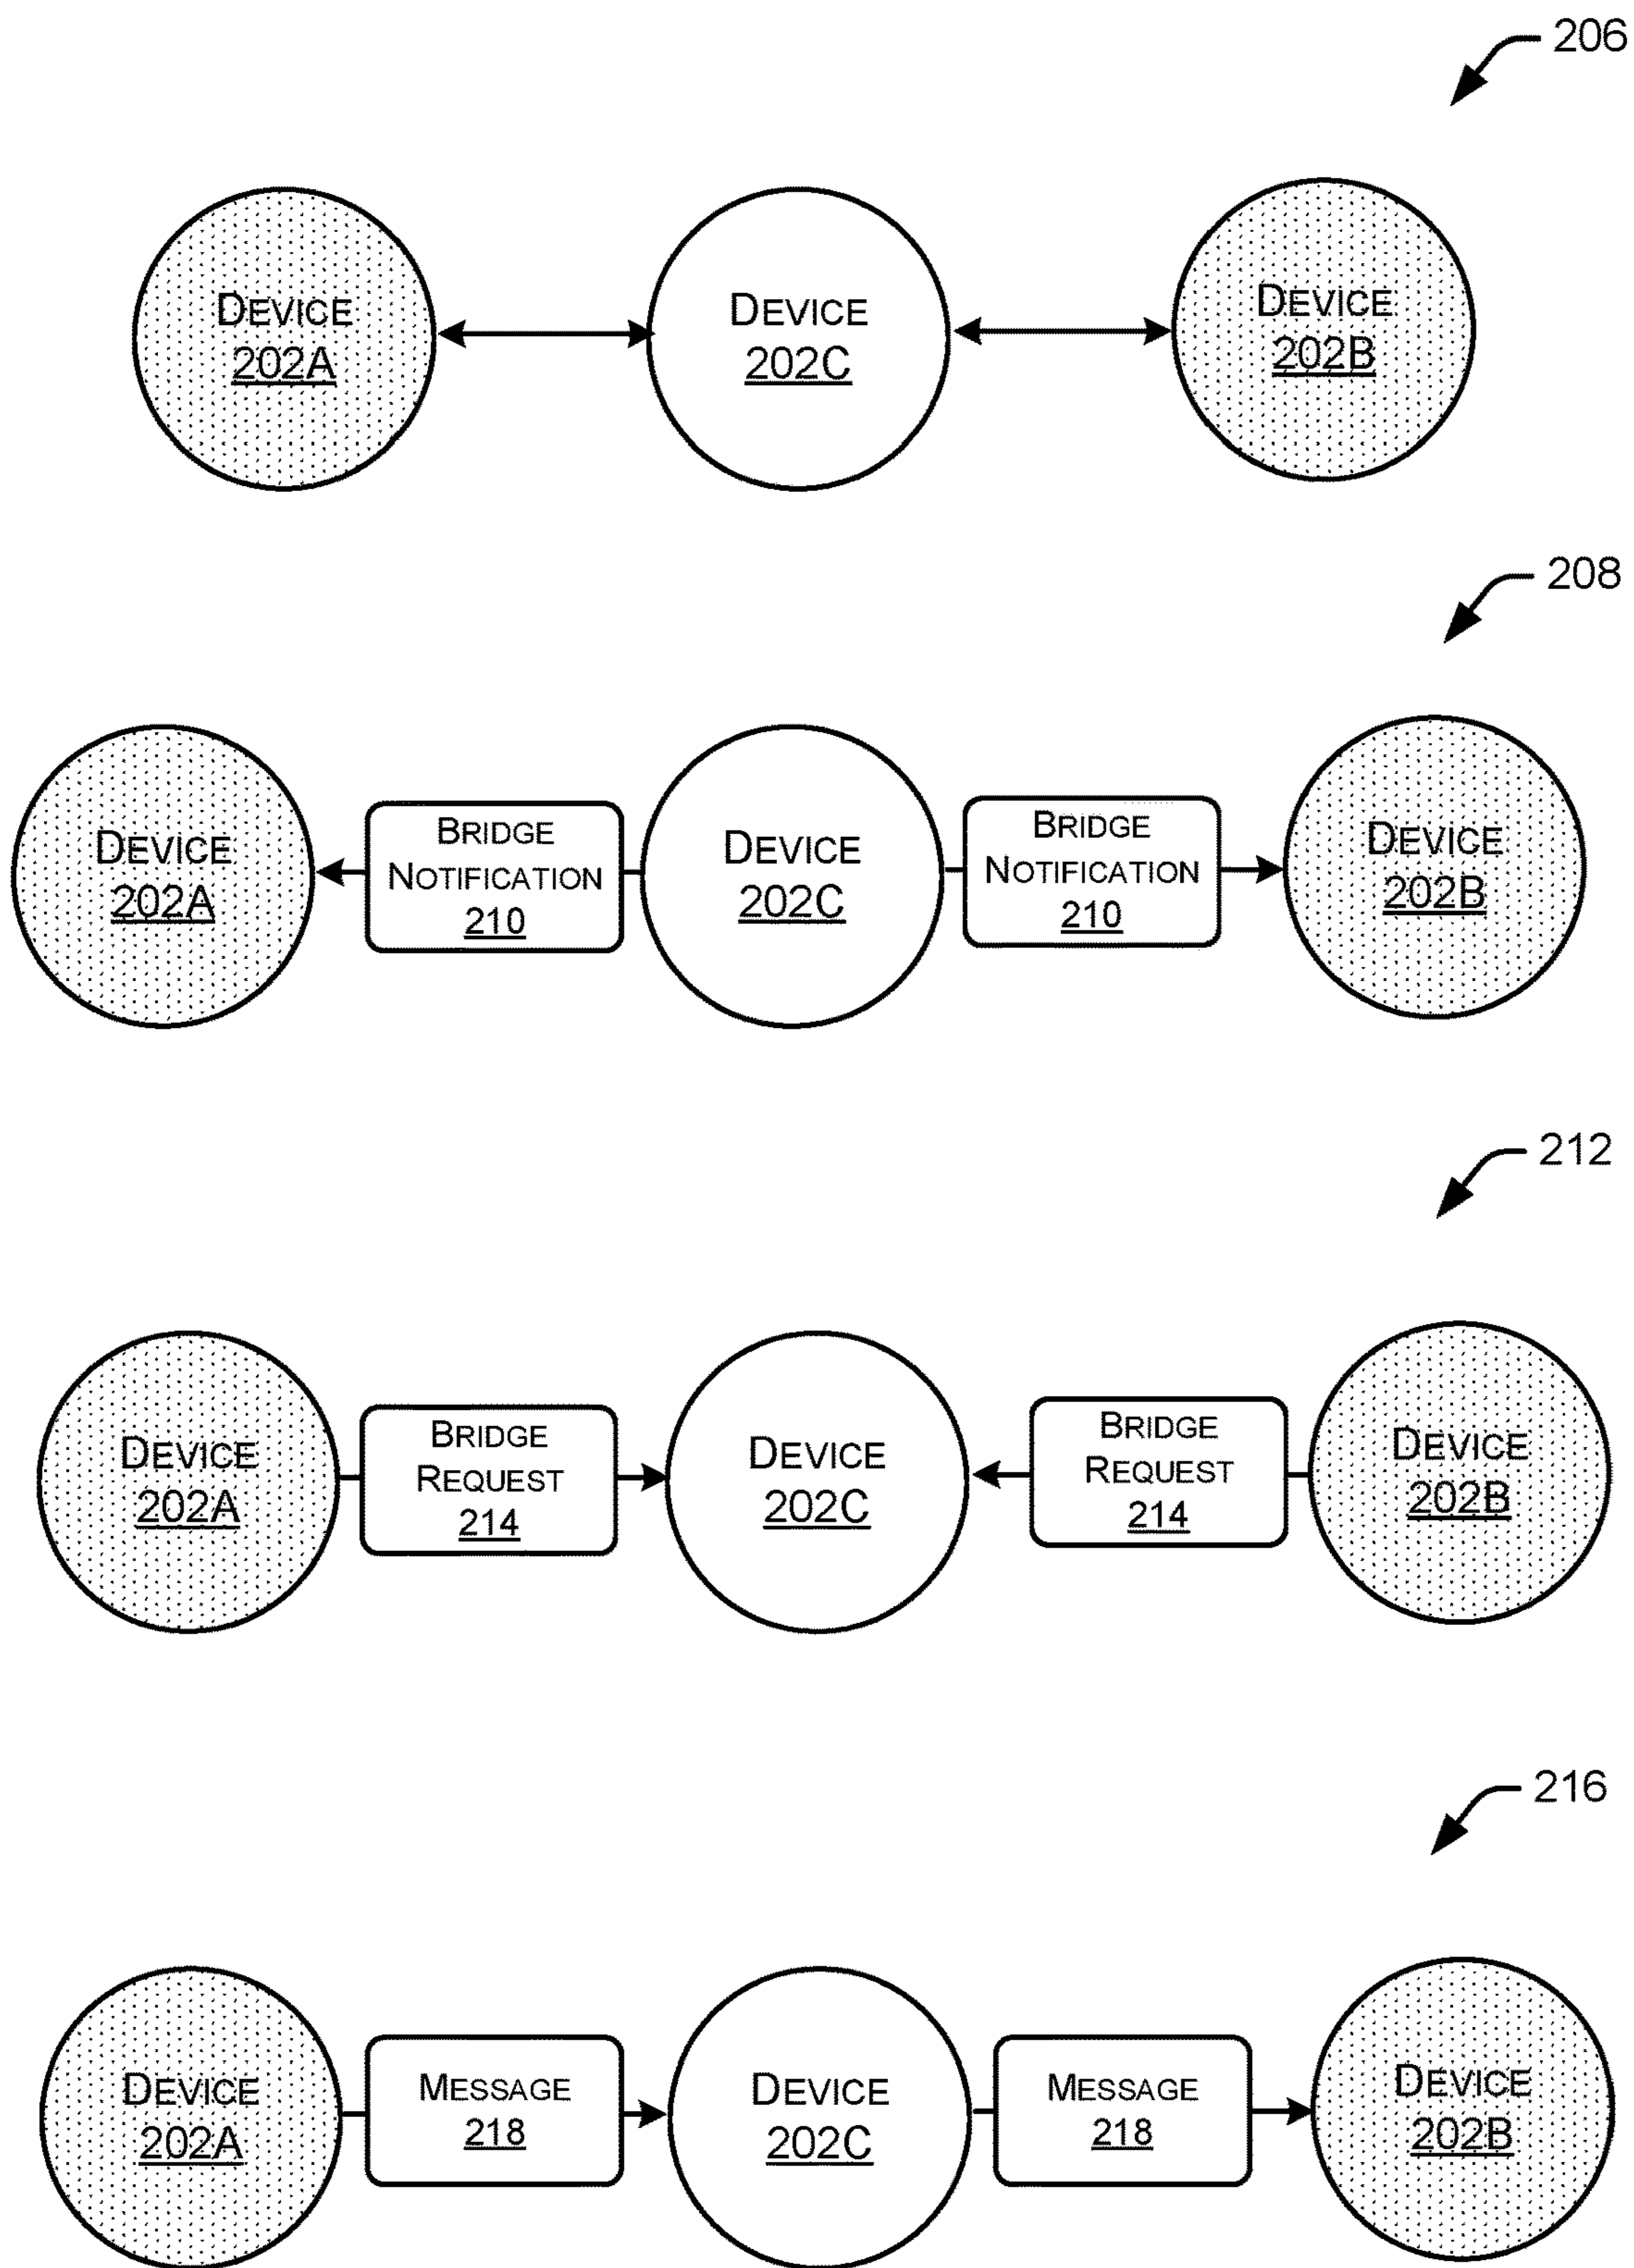 206
DEVICE
202A
DEVICE
202C
DEVICE
202B
208
DEVICE
202A
BRIDGE
NOTIFICATION
210
DEVICE
202C
BRIDGE
NOTIFICATION
210
DEVICE
202B
212
DEVICE
202A
BRIDGE
REQUEST
214
DEVICE
202C
BRIDGE
REQUEST
214
DEVICE
202B
216
DEVICE
202A
MESSAGE
218
DEVICE
202C
MESSAGE
218
DEVICE
202B